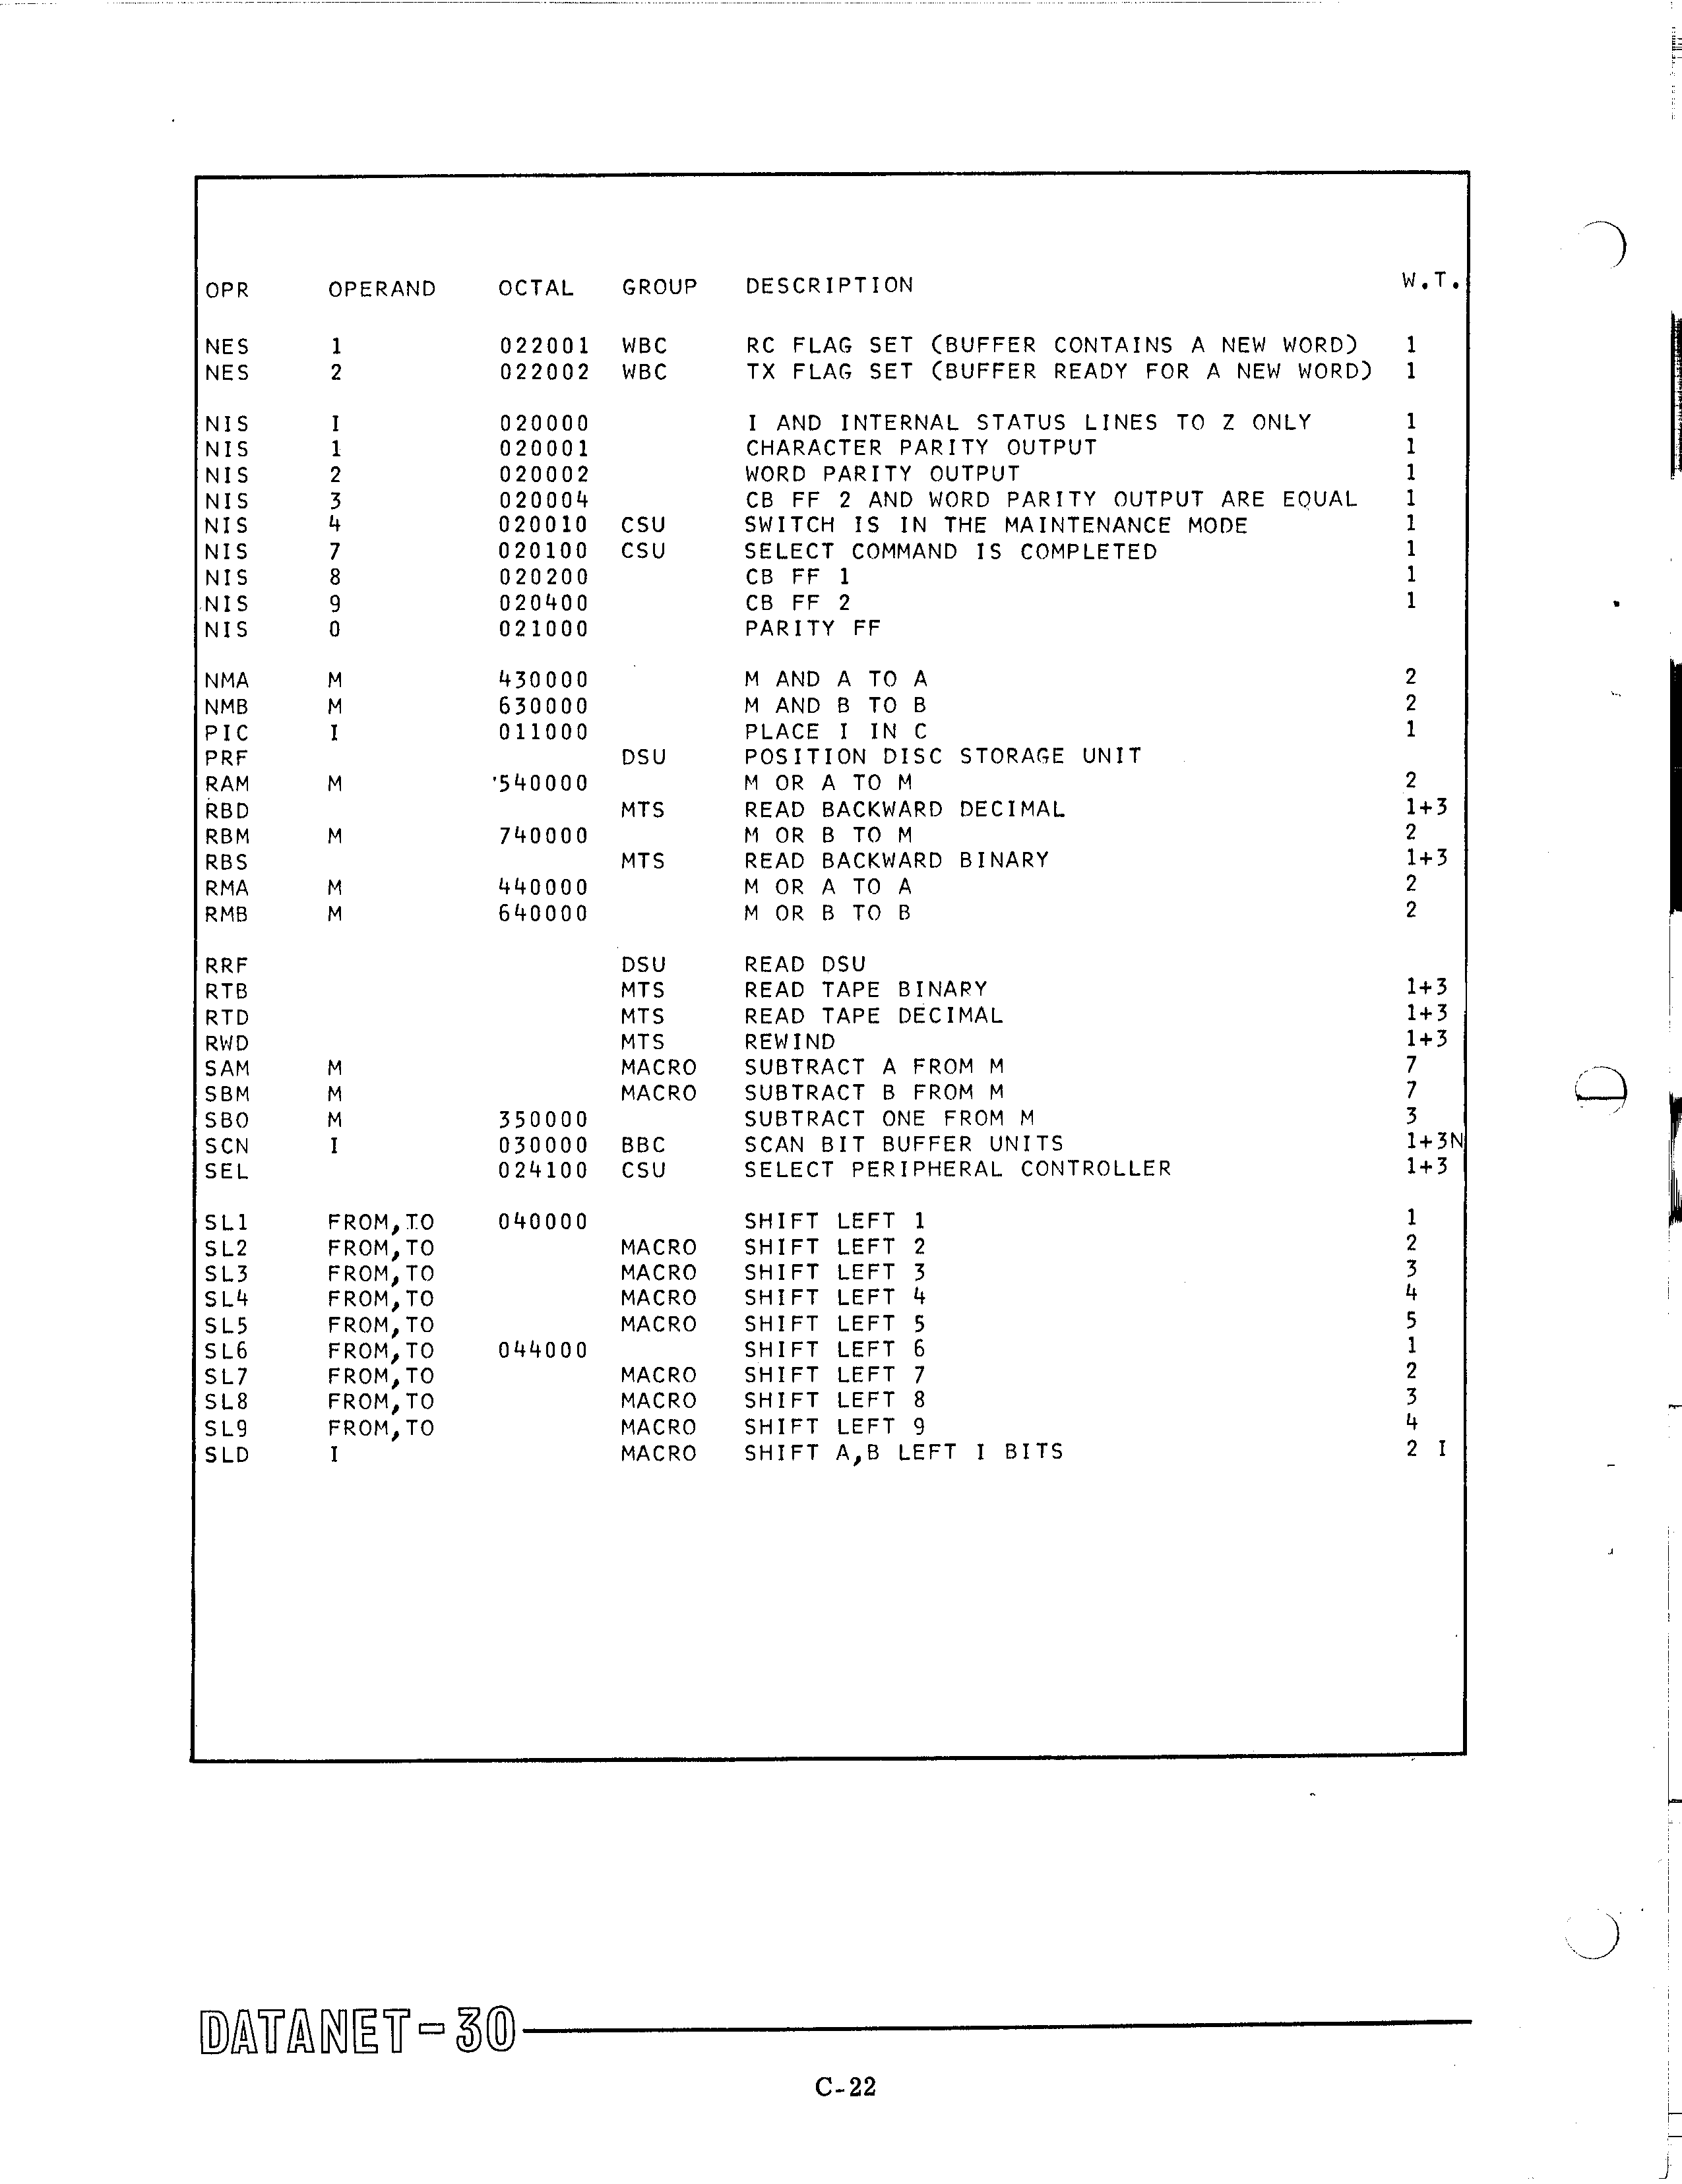 OPR OPERAND OCTAL GROUP DESCRIPTION W.T.
NES 1 022001 WBC RC FLAG SET (BUFFER CONTAINS A NEW WORD) 1
NES 2 022002 WBC TX FLAG SET (BUFFER READY FOR A NEW WORD) 1
NIS I 020000 I AND INTERNAL STATUS LINES TO Z ONLY 1
NIS 1 020001 CHARACTER PARITY OUTPUT 1
NIS 2 020002 WORD PARITY OUTPUT 1
NIS 3 020004 CB FF 2 AND WORD PARITY OUTPUT ARE EQUAL 1
NIS 4 020010 CSU SWITCH IS IN THE MAINTENANCE MODE 1
NIS 7 020100 CSU SELECT COMMAND IS COMPLETED 1
NIS 8 020200 CB FF 1 1
NIS 9 020400 CB FF 2 1
NIS 0 021000 PARITY FF
NMA M 430000 M AND A TO A 2
NMB M 630000 M AND B TO B 2
PIC I 011000 PLACE I IN C 1
PRF DSU POSITION DISC STORAGE UNIT
RAM M '540000 M OR A TO M 2
RBD MTS READ BACKWARD DECIMAL 1+3
RBM M 740000 M OR B TO M 2
RBS MTS READ BACKWARD BINARY 1+3
RMA M 440000 M OR A TO A 2
RMB M 640000 M OR B TO B 2
RRF DSU READ DSU
RTB MTS READ TAPE BINARY 1+3
RTD MTS READ TAPE DECIMAL 1+3
RWD MTS REWIND 1+3
SAM M MACRO SUBTRACT A FROM M 7
SBM M MACRO SUBTRACT B FROM M 7
SBO M 350000 SUBTRACT ONE FROM M 3
SCN I 030000 BBC SCAN BIT BUFFER UNITS 1+3N
SEL 024100 CSU SELECT PERIPHERAL CONTROLLER 1+3
SL1 FROM,TO 040000 SHIFT LEFT 1 1
SL2 FROM,TO MACRO SHIFT LEFT 2 2
SL3 FROM,TO MACRO SHIFT LEFT 3 3
SL4 FROM,TO MACRO SHIFT LEFT 4 4
SL5 FROM,TO MACRO SHIFT LEFT 5 5
SL6 FROM,TO 044000 SHIFT LEFT 6 1
SL7 FROM,TO MACRO SHIFT LEFT 7 2
SL8 FROM,TO MACRO SHIFT LEFT 8 3
SL9 FROM,TO MACRO SHIFT LEFT 9 4
SLD I MACRO SHIFT A,B LEFT I BITS 2 I
DATANET-30
C-22